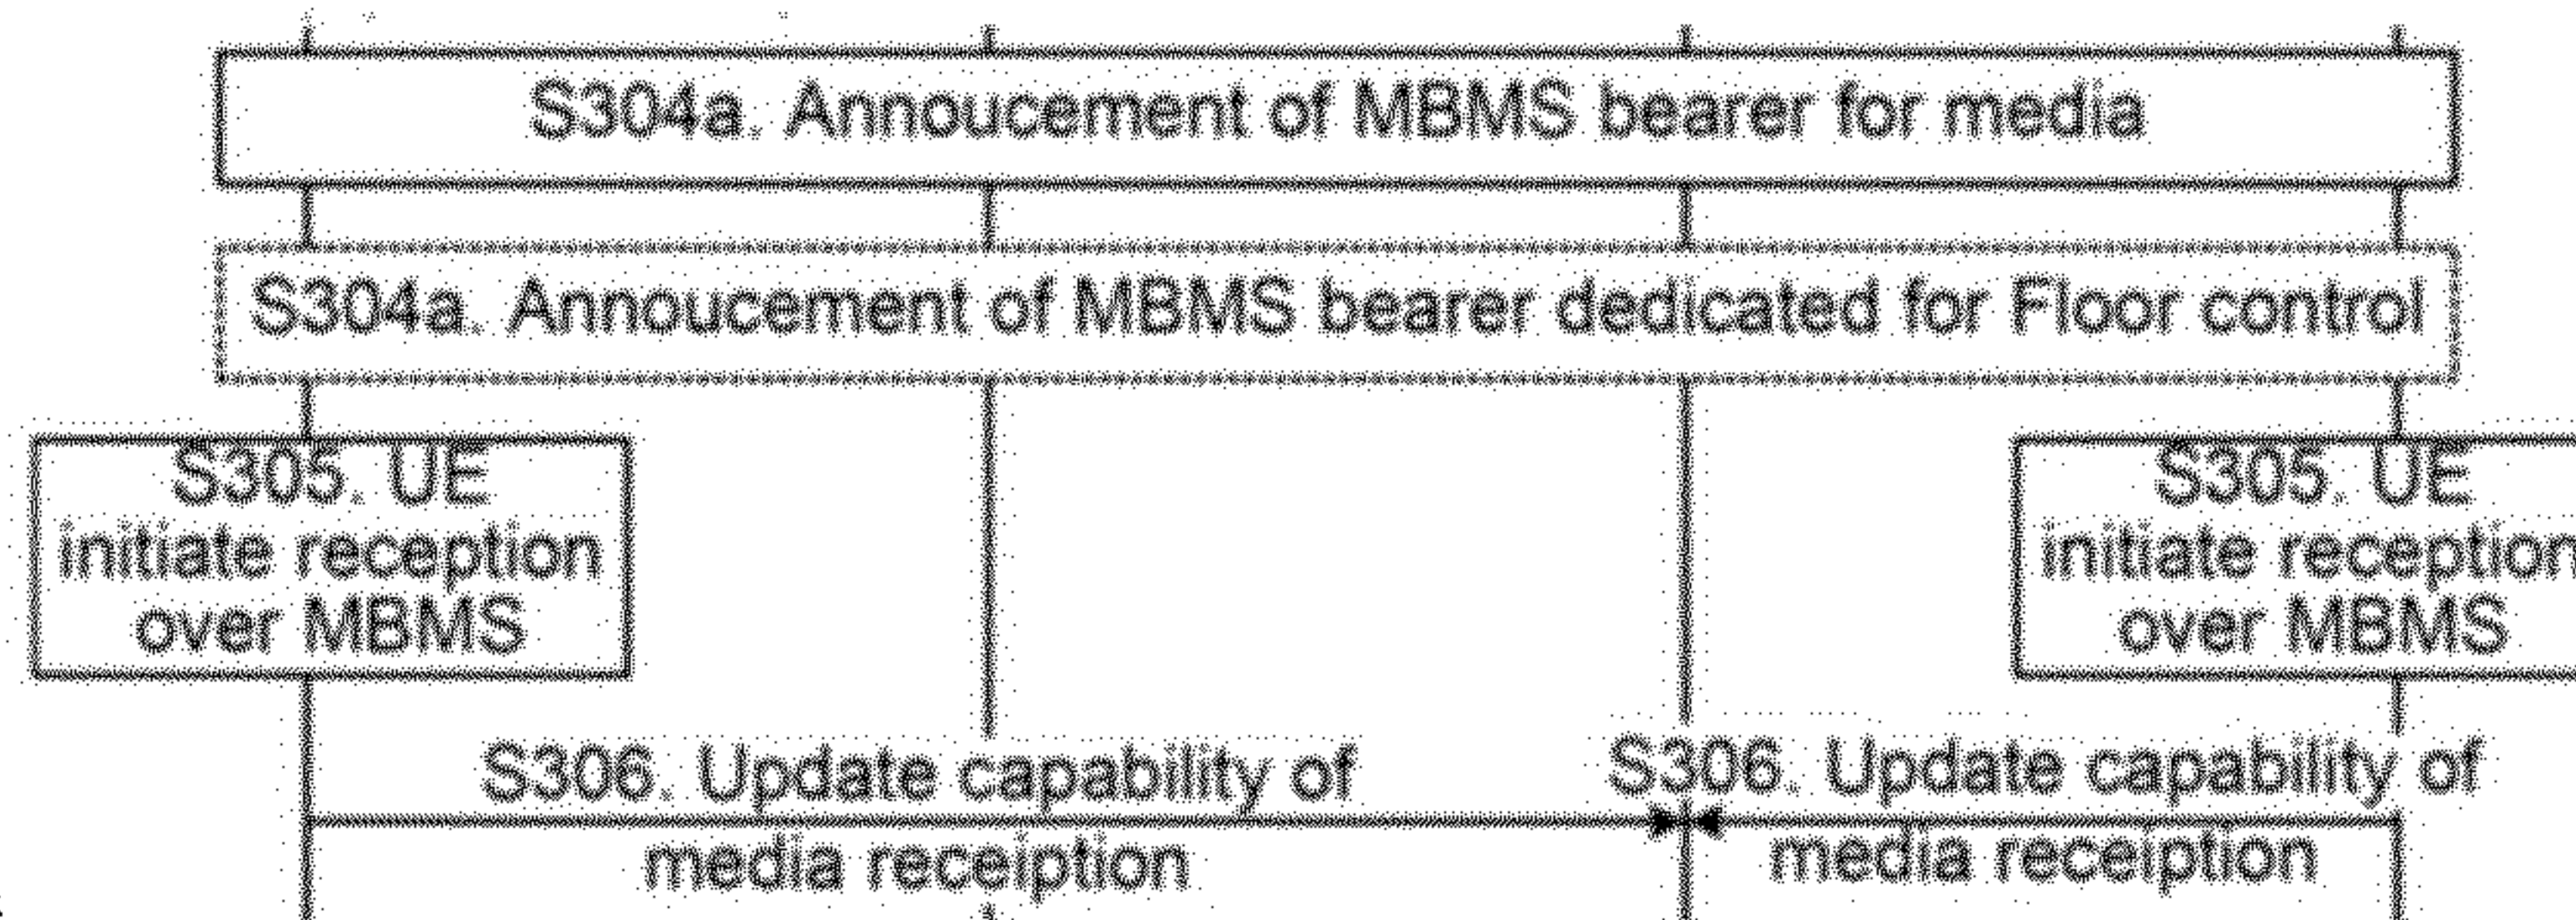 S304a. Annoucement of MBMS bearer for media
S304a. Annoucement of MBMS bearer dedicated for Floor control
S305. UE
initiate reception
over MBMS
S305. UE
initiate reception
over MBMS
S306. Update capability of
media receiption
S306. Update capability of
media receiption